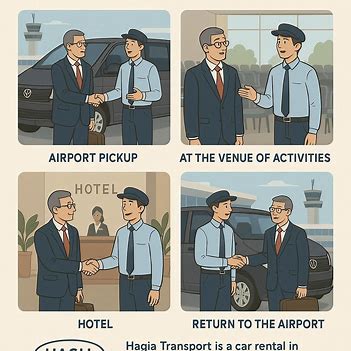 AIRPORT PICKUP
AT THE VENUE OF ACTIVITIES
HOTEL
HOTEL
RETURN TO THE AIRPORT
Hagia Transport is a car rental in